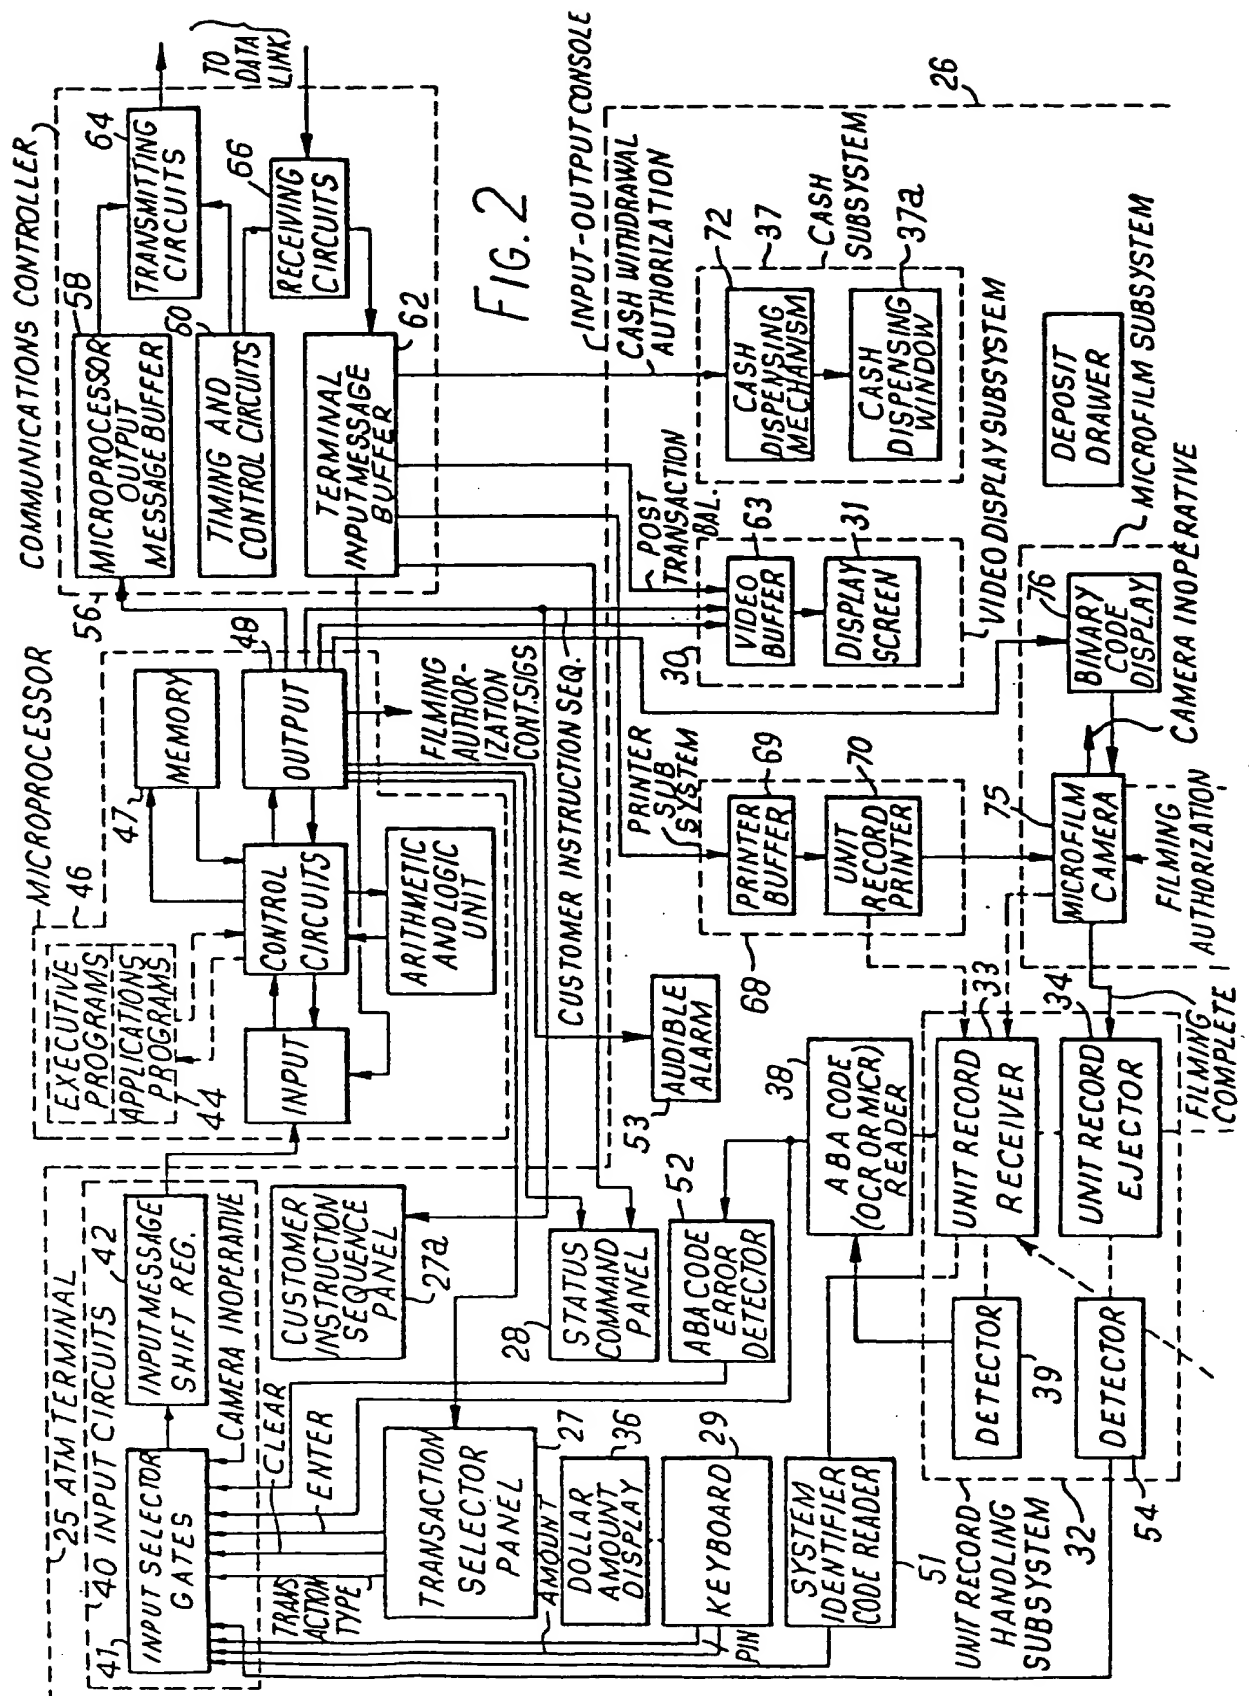 COMMUNICATIONS CONTROLLER
58
MICROPROCESSOR
OUTPUT
MESSAGE BUFFER
64
TRANSMITTING
CIRCUITS
TO
DATA
LINK
60
TIMING AND
CONTROL CIRCUITS
66
RECEIVING
CIRCUITS
62
TERMINAL
INPUT MESSAGE
BUFFER
56
FIG. 2
MICROPROCESSOR
46
EXECUTIVE
PROGRAMS
APPLICATIONS
PROGRAMS
44
47
MEMORY
48
INPUT
CONTROL
CIRCUITS
OUTPUT
ARITHMETIC
AND LOGIC
UNIT
FILMING
AUTHOR-
IZATION
CONT.SIGS
25 ATM TERMINAL
40 INPUT CIRCUITS
42
41
INPUT SELECTOR
GATES
INPUT MESSAGE
SHIFT REG.
CAMERA INOPERATIVE
CLEAR
ENTER
TRANS
ACTION
TYPE
AMOUNT
PIN
CUSTOMER
INSTRUCTION
SEQUENCE
PANEL
27a
CUSTOMER INSTRUCTION SEQ.
28
STATUS
COMMAND
PANEL
TRANSACTION
SELECTOR
PANEL
27
DOLLAR
AMOUNT
DISPLAY
36
KEYBOARD
29
SYSTEM
IDENTIFIER
CODE READER
51
52
ABA CODE
ERROR
DETECTOR
53
AUDIBLE
ALARM
38
ABA CODE
(OCR OR MICR)
READER
INPUT-OUTPUT CONSOLE
26
CASH WITHDRAWAL
AUTHORIZATION
72
CASH
DISPENSING
MECHANISM
37
CASH
SUBSYSTEM
37a
CASH
DISPENSING
WINDOW
POST
TRANSACTION
BAL.
63
VIDEO
BUFFER
31
DISPLAY
SCREEN
30
VIDEO DISPLAY SUBSYSTEM
PRINTER
SUB
SYSTEM
69
PRINTER
BUFFER
70
UNIT
RECORD
PRINTER
68
DEPOSIT
DRAWER
MICROFILM SUBSYSTEM
76
BINARY
CODE
DISPLAY
CAMERA INOPERATIVE
75
MICROFILM
CAMERA
FILMING
AUTHORIZATION
33
UNIT RECORD
RECEIVER
34
UNIT RECORD
EJECTOR
FILMING
COMPLETE
DETECTOR
39
DETECTOR
54
UNIT RECORD
HANDLING
SUBSYSTEM
32